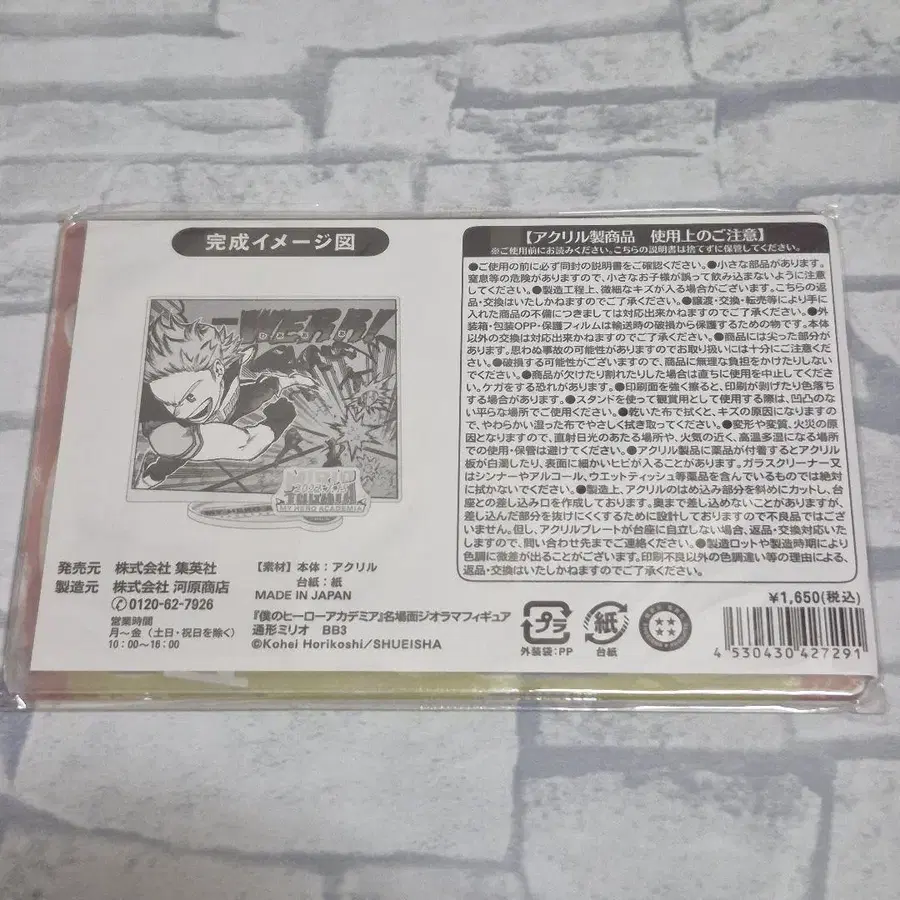 完成イメージ図
WERR!
MIRIO
TOGATA
MY HERO ACADEMIA
発売元 株式会社 集英社
製造元 株式会社 河原商店
0120-62-7926
営業時間
月〜金（土日・祝日を除く）
10:00〜16:00
【素材】本体：アクリル
台紙：紙
MADE IN JAPAN
『僕のヒーローアカデミア』名場面ジオラマフィギュア
通形ミリオ BB3
©Kohei Horikoshi/SHUEISHA
【アクリル製商品 使用上のご注意】
※ご使用前にお読みください。こちらの説明書は捨てずに保管してください。
●ご使用の前に必ず同封の説明書をご確認ください。●小さな部品があります。
窒息等の危険がありますので、小さなお子様が誤って飲み込まないように注意
してください。●製造工程上、微細なキズが入る場合がございます。こちらの返
品・交換はいたしかねますのでご了承ください。●譲渡・交換・転売等により手に
入れた商品の不備につきましては対応出来かねますのでご了承ください。●外
装箱・包装OPP・保護フィルムは輸送時の破損から保護するための物です。本体
以外の交換は対応出来かねますのでご了承ください。●商品には尖った部分が
あります。思わぬ事故の可能性がありますのでお取り扱いには十分にご注意くださ
い。●破損する可能性がございますので、商品に無理な負担をかけたりしない
でください。●商品が欠けたり割れたりした場合は直ちに使用を中止してくださ
い。ケガをする恐れがあります。●印刷面を強く擦ると、印刷が剥げたり色落ち
する場合があります。●スタンドを使って観賞用として使用する際は、凹凸のな
い平らな場所でご使用ください。●乾いた布で拭くと、キズの原因になりますの
で、やわらかい湿った布でやさしく拭き取ってください。●変形や変質、火災の原
因となりますので、直射日光のあたる場所や、火気の近く、高温多湿になる場所
での使用・保管は避けてください。●アクリル製品に薬品が付着するとアクリル
板が白濁したり、表面に細かいヒビが入ることがあります。ガラスクリーナー又
はシンナーやアルコール、ウエットティッシュ等薬品を含んでいるものでは絶対
に拭かないでください。●製造上、アクリルのはめ込み部分を斜めにカットし、台
座との差し込み口を作成しております。奥まで差し込めないことがありますが、
差し込んだ部分を抜けにくくするために設計しておりますので不良品ではござ
いません。但し、アクリルプレートが台座に自立しない場合、返品・交換対応いた
しますので、問い合わせ先までご連絡ください。●製造ロットや製造時期により
色調に微差が出ることがございます。印刷不良以外の色調違い等の理由による、
返品・交換はいたしかねますのでご了承ください。
¥1,650(税込)
プラ
外装袋：PP
紙
台紙
4 530430 427291